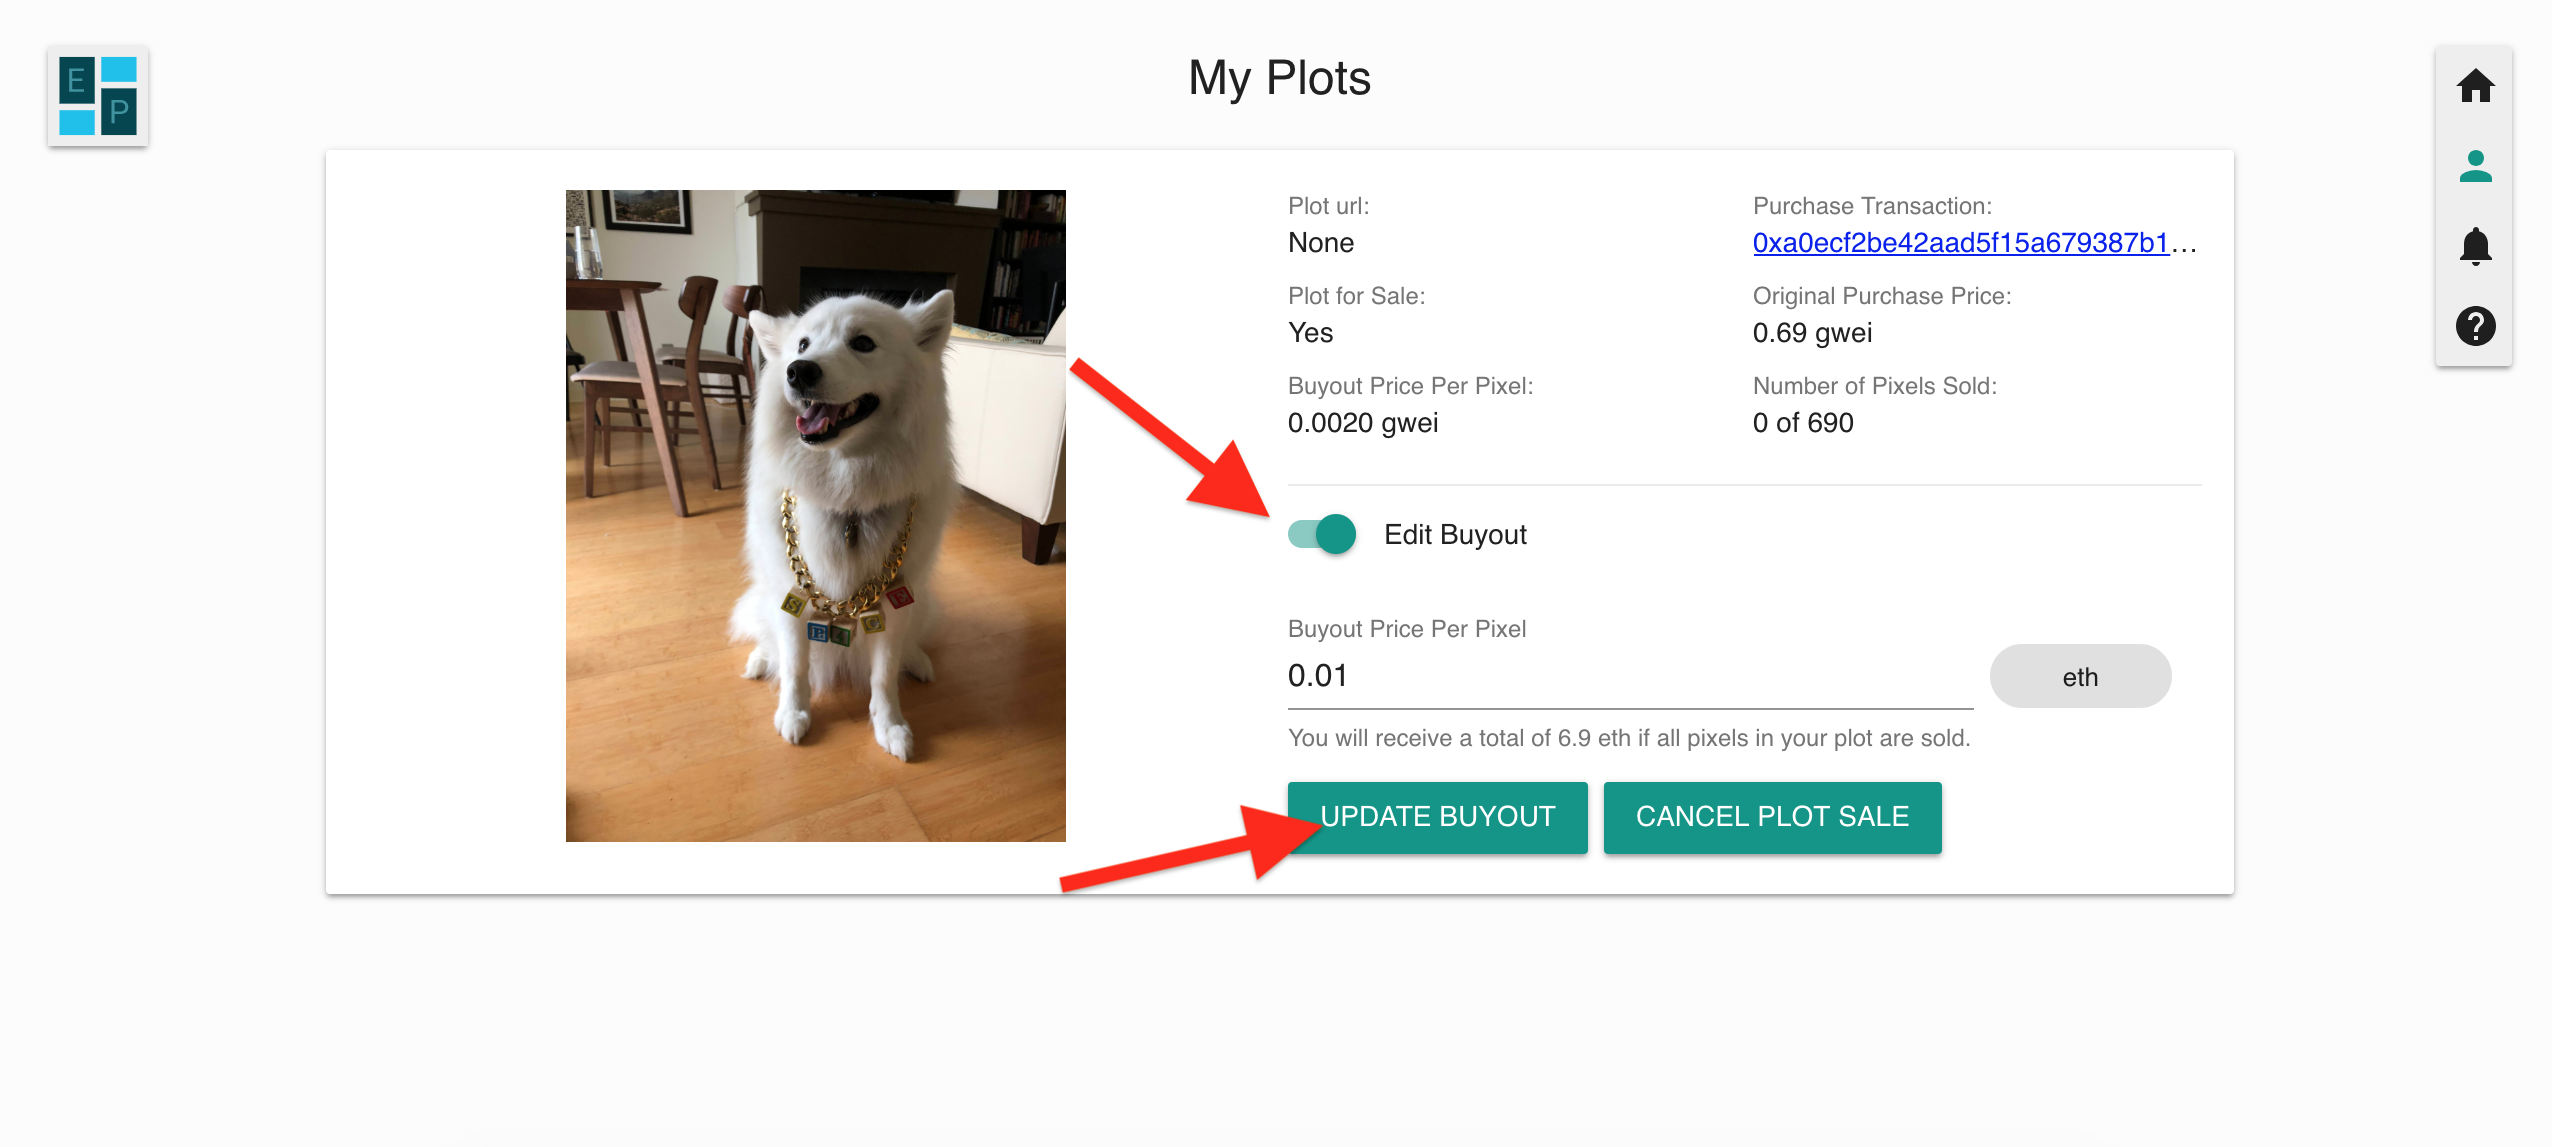 E
P
My Plots
Plot url:
None
Purchase Transaction:
0xa0ecf2be42aad5f15a679387b1...
Plot for Sale:
Yes
Original Purchase Price:
0.69 gwei
Buyout Price Per Pixel:
0.0020 gwei
Number of Pixels Sold:
0 of 690
Edit Buyout
Buyout Price Per Pixel
0.01
eth
You will receive a total of 6.9 eth if all pixels in your plot are sold.
UPDATE BUYOUT
CANCEL PLOT SALE